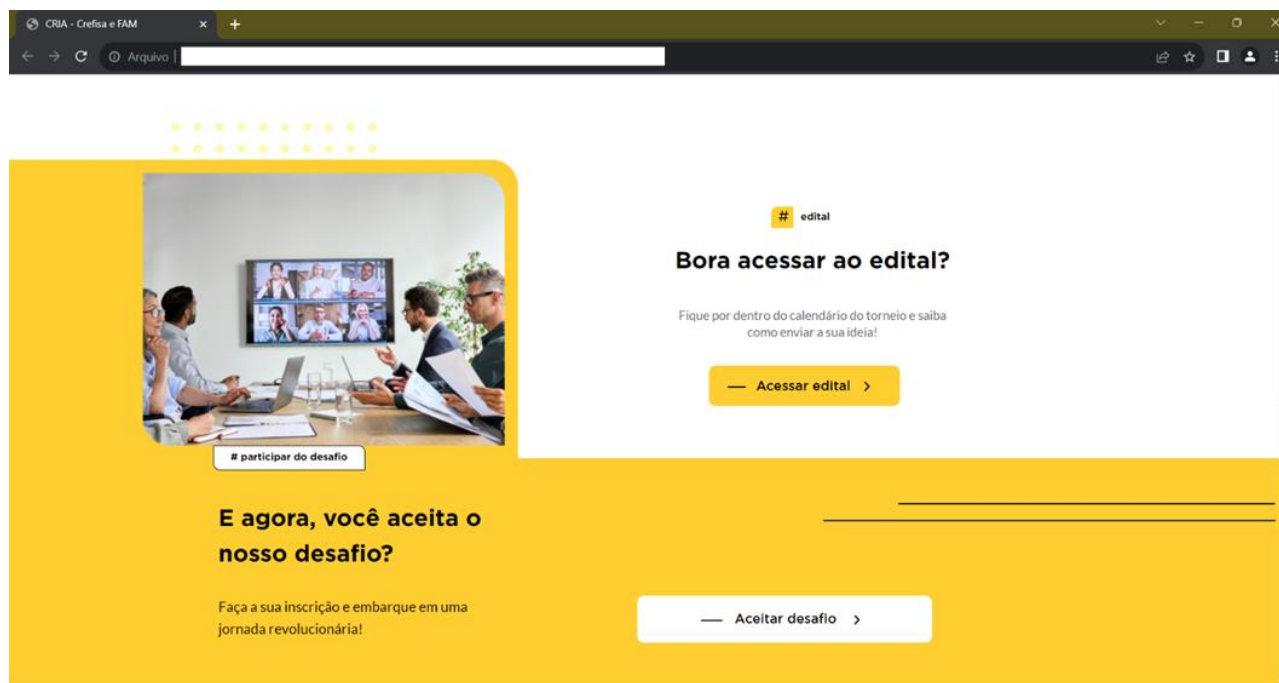 CRIA - Crefisa e FAM
Arquivo
# edital
Bora acessar ao edital?
Fique por dentro do calendário do torneio e saiba
como enviar a sua ideia!
Acessar edital
# participar do desafio
E agora, você aceita o
nosso desafio?
Faça a sua inscrição e embarque em uma
jornada revolucionária!
Aceitar desafio